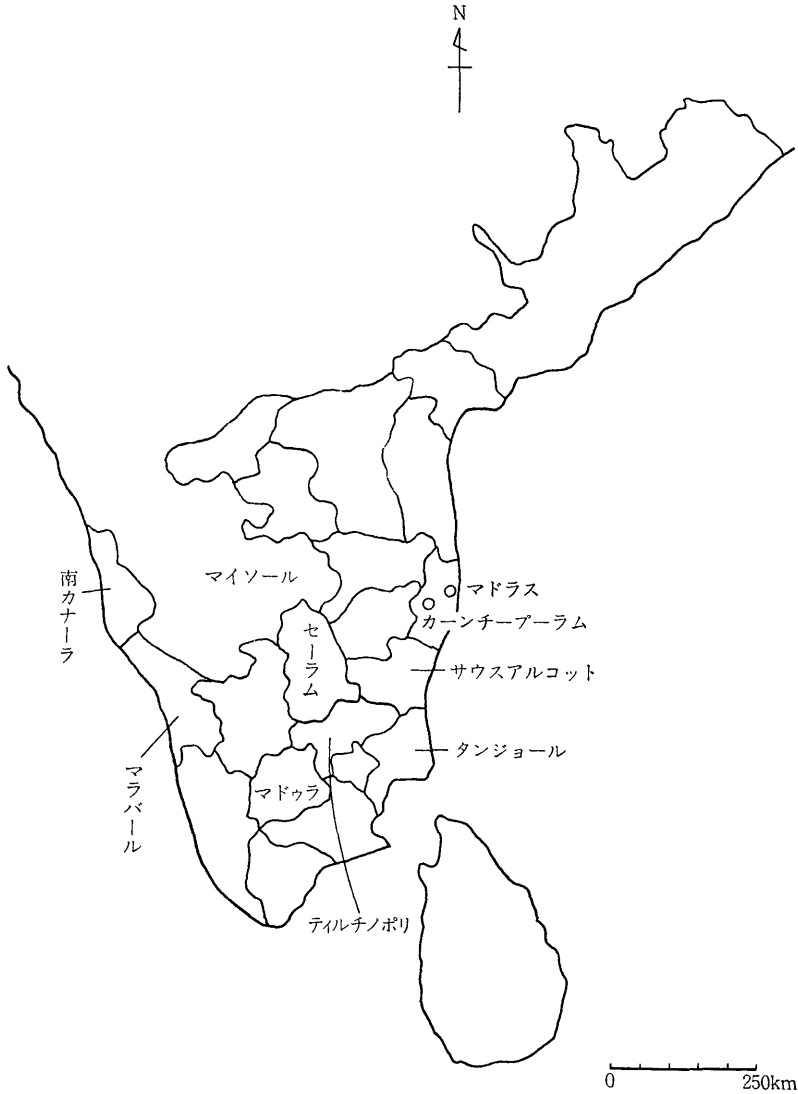 N
マイソール
南カナーラ
マドラス
カーンチープーラム
セーラム
サウスアルコット
マラバール
タンジョール
マドゥラ
ティルチノポリ
0
250km